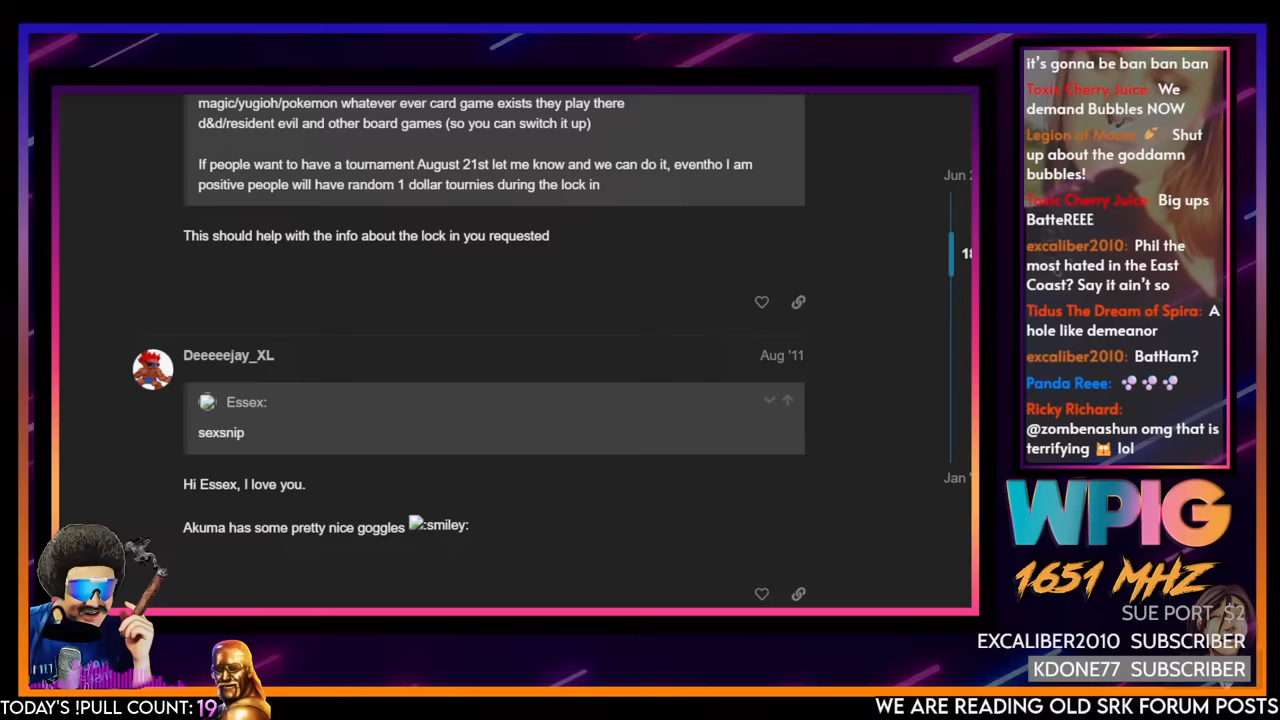 magic/yugioh/pokemon whatever ever card game exists they play there
d&d/resident evil and other board games (so you can switch it up)
If people want to have a tournament August 21st let me know and we can do it, eventho I am
positive people will have random 1 dollar tournies during the lock in
This should help with the info about the lock in you requested
Deeeeejay_XL
Aug '11
Essex:
sexsnip
Hi Essex, I love you.
Akuma has some pretty nice goggles :smiley:
Jun 2
18
Jan '
it's gonna be ban ban ban
Toxic Cherry Juice: We
demand Bubbles NOW
Legion of Moom Shut
up about the goddamn
bubbles!
Toxic Cherry Juice: Big ups
BatteREEE
excaliber2010: Phil the
most hated in the East
Coast? Say it ain't so
Tidus The Dream of Spira: A
hole like demeanor
excaliber2010: BatHam?
Panda Reee:
Ricky Richard:
@zombenashun omg that is
terrifying lol
WPIG
1651 MHZ
SUE PORT $2
EXCALIBER2010 SUBSCRIBER
KDONE77 SUBSCRIBER
TODAY'S !PULL COUNT: 19
WE ARE READING OLD SRK FORUM POSTS